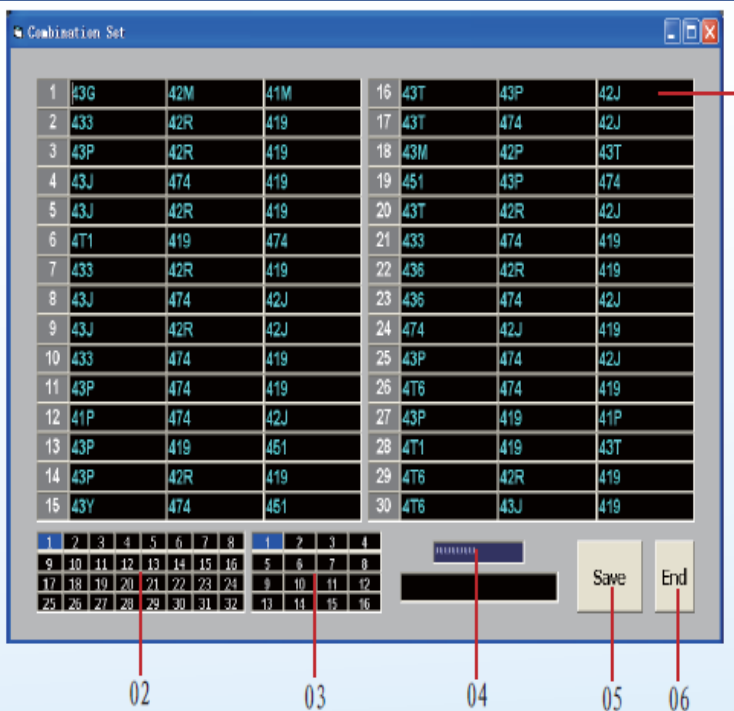 Combination Set
1 43G 42M 41M 16 43T 43P 42J
2 433 42R 419 17 43T 474 42J
3 43P 42R 419 18 43M 42P 43T
4 43J 474 419 19 451 43P 474
5 43J 42R 419 20 43T 42R 42J
6 4T1 419 474 21 433 474 419
7 433 42R 419 22 436 42R 419
8 43J 474 42J 23 436 474 42J
9 43J 42R 42J 24 474 42J 419
10 433 474 419 25 43P 474 42J
11 43P 474 419 26 4T6 474 419
12 41P 474 42J 27 43P 419 41P
13 43P 419 451 28 4T1 419 43T
14 43P 42R 419 29 4T6 42R 419
15 43Y 474 451 30 4T6 43J 419
1 2 3 4 5 6 7 8 1 2 3 4
9 10 11 12 13 14 15 16 5 6 7 8
17 18 19 20 21 22 23 24 9 10 11 12
25 26 27 28 29 30 31 32 13 14 15 16
Save End
02 03 04 05 06